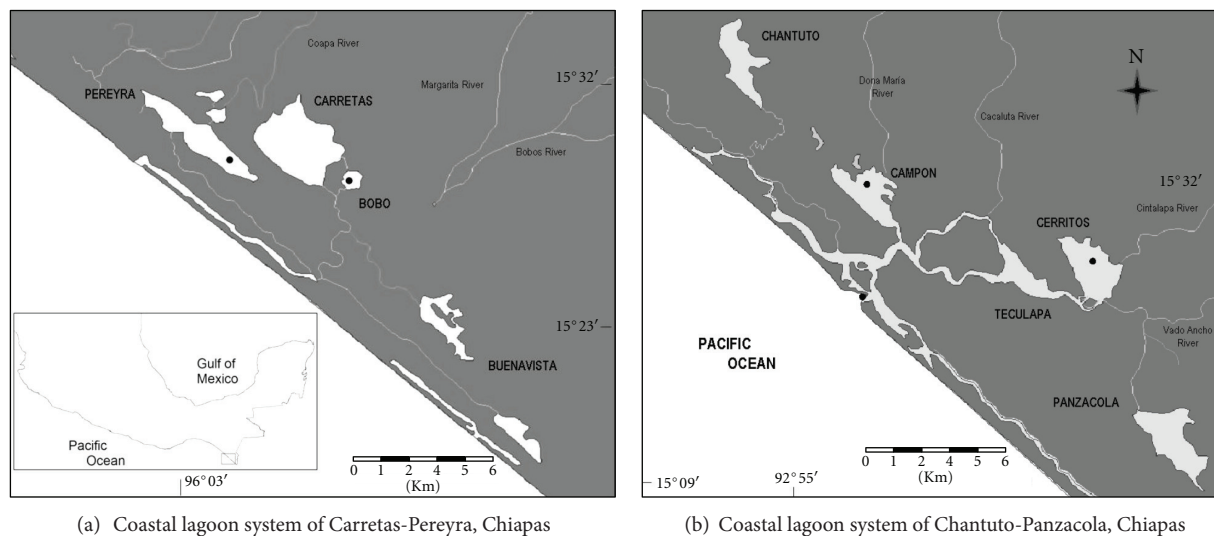 Coapa River
15°32′
Margarita River
PEREYRA
CARRETAS
Bobos River
BOBO
15°23′
Gulf of
Mexico
BUENAVISTA
Pacific
Ocean
0 1 2 3 4 5 6
(Km)
96°03′
(a) Coastal lagoon system of Carretas-Pereyra, Chiapas
CHANTUTO
N
Dona María
River
Cacaluta River
CAMPON
15°32′
Cintalapa River
CERRITOS
TECULAPA
Vado Ancho
River
PACIFIC
OCEAN
PANZACOLA
0 1 2 3 4 5 6
(Km)
15°09′
92°55′
(b) Coastal lagoon system of Chantuto-Panzacola, Chiapas